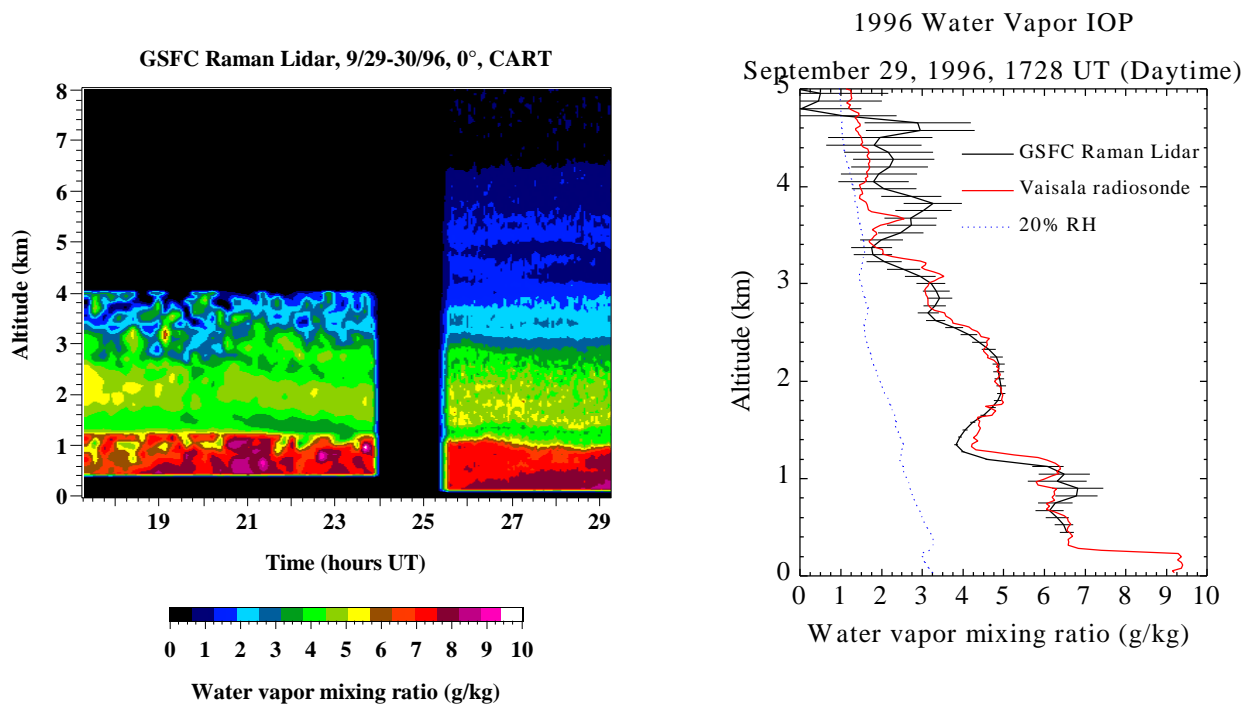 GSFC Raman Lidar, 9/29-30/96, 0°, CART
8
7
6
5
4
3
2
1
0
Altitude (km)
19 21 23 25 27 29
Time (hours UT)
0 1 2 3 4 5 6 7 8 9 10
Water vapor mixing ratio (g/kg)
1996 Water Vapor IOP
September 29, 1996, 1728 UT (Daytime)
5
4
3
2
1
0
Altitude (km)
GSFC Raman Lidar
Vaisala radiosonde
20% RH
0 1 2 3 4 5 6 7 8 9 10
Water vapor mixing ratio (g/kg)